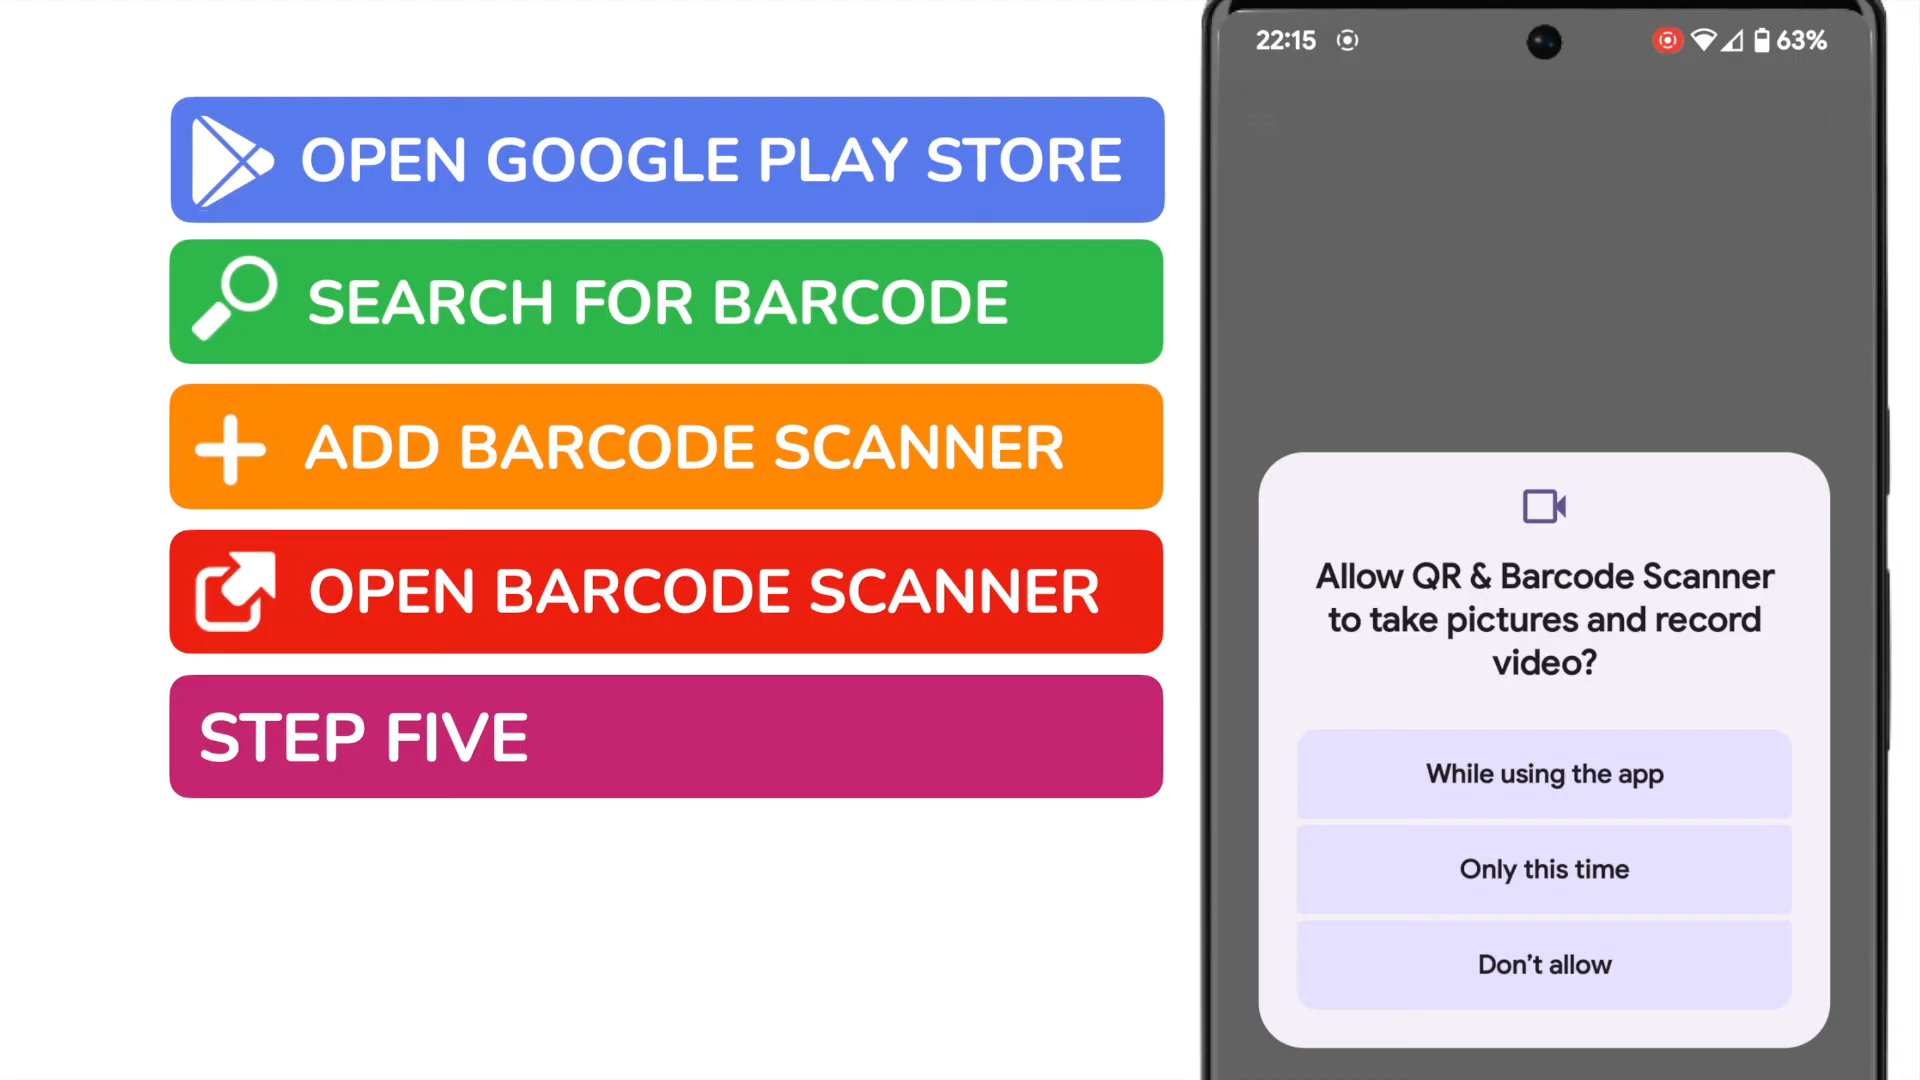 OPEN GOOGLE PLAY STORE
SEARCH FOR BARCODE
ADD BARCODE SCANNER
OPEN BARCODE SCANNER
STEP FIVE
22:15
63%
Allow QR & Barcode Scanner
to take pictures and record
video?
While using the app
Only this time
Don’t allow